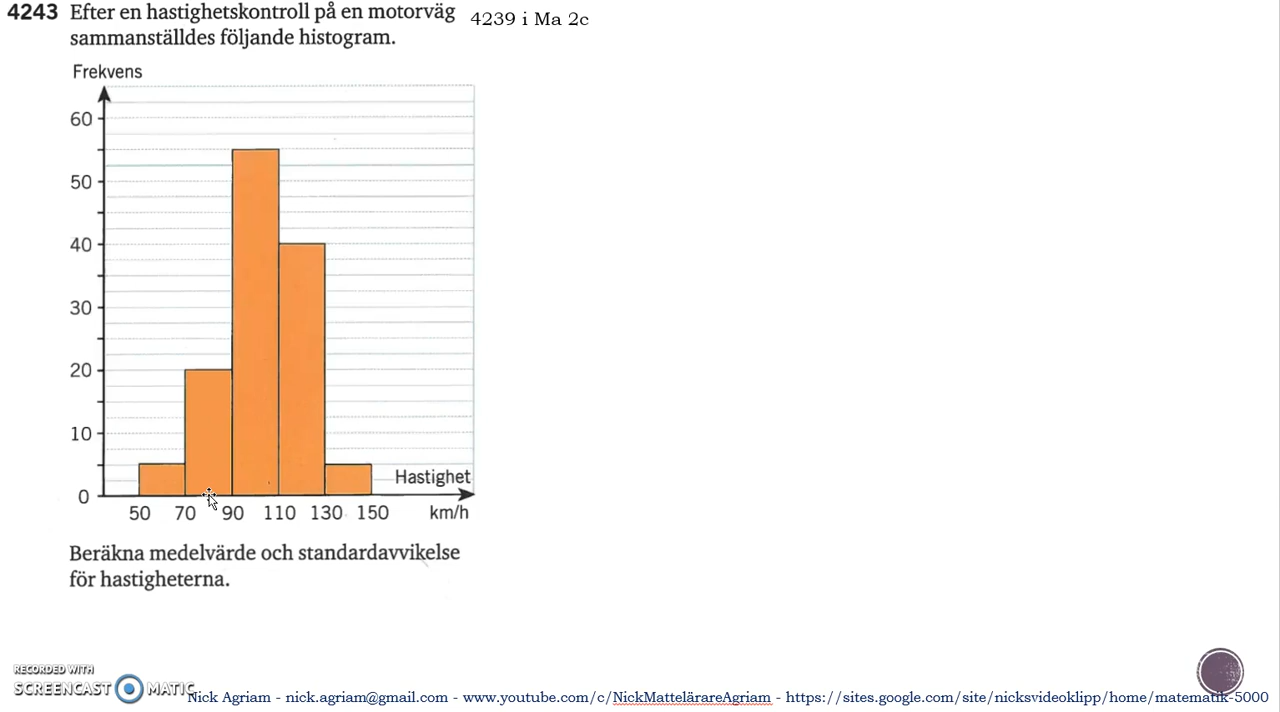 4243 Efter en hastighetskontroll på en motorväg
4239 i Ma 2c
sammanställdes följande histogram.
Frekvens
60
50
40
30
20
10
0
Hastighet
50 70 90 110 130 150 km/h
Beräkna medelvärde och standardavvikelse
för hastigheterna.
RECORDED WITH
SCREENCAST MATIC
Nick Agriam - nick.agriam@gmail.com - www.youtube.com/c/NickMattelärareAgriam - https://sites.google.com/site/nicksvideoklipp/home/matematik-5000